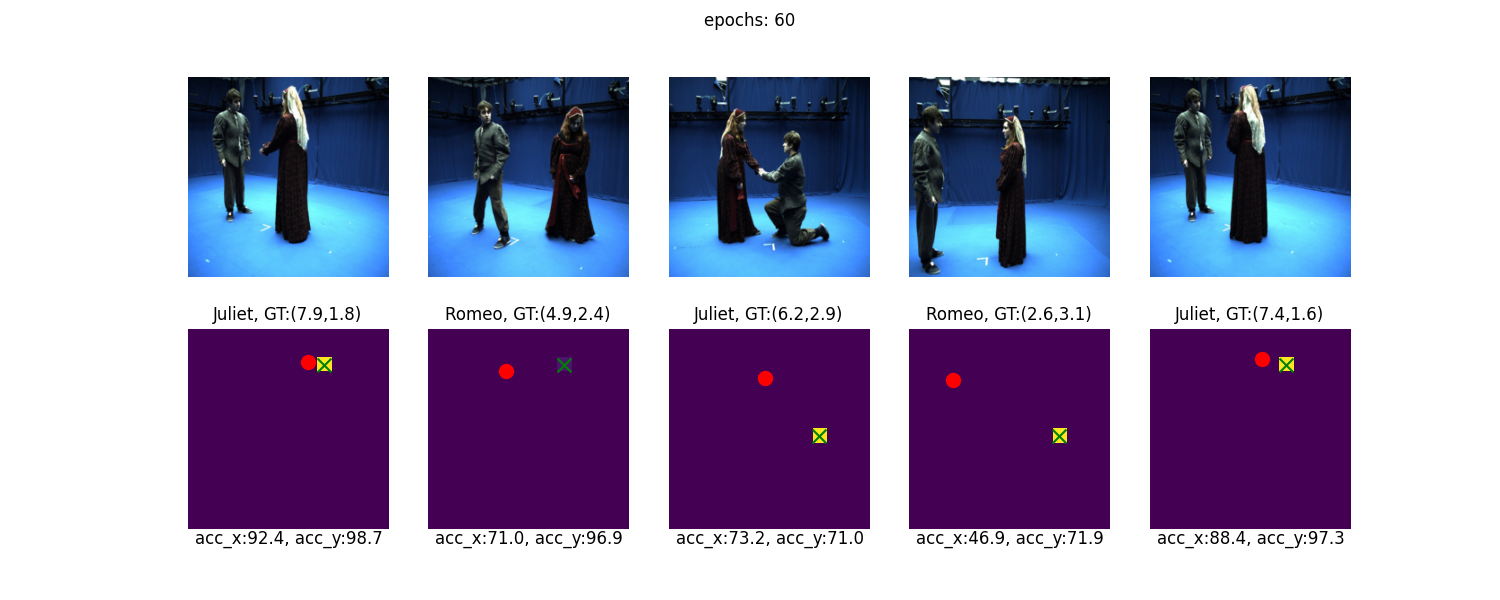 epochs: 60
Juliet, GT:(7.9,1.8)
Romeo, GT:(4.9,2.4)
Juliet, GT:(6.2,2.9)
Romeo, GT:(2.6,3.1)
Juliet, GT:(7.4,1.6)
acc_x:92.4, acc_y:98.7
acc_x:71.0, acc_y:96.9
acc_x:73.2, acc_y:71.0
acc_x:46.9, acc_y:71.9
acc_x:88.4, acc_y:97.3